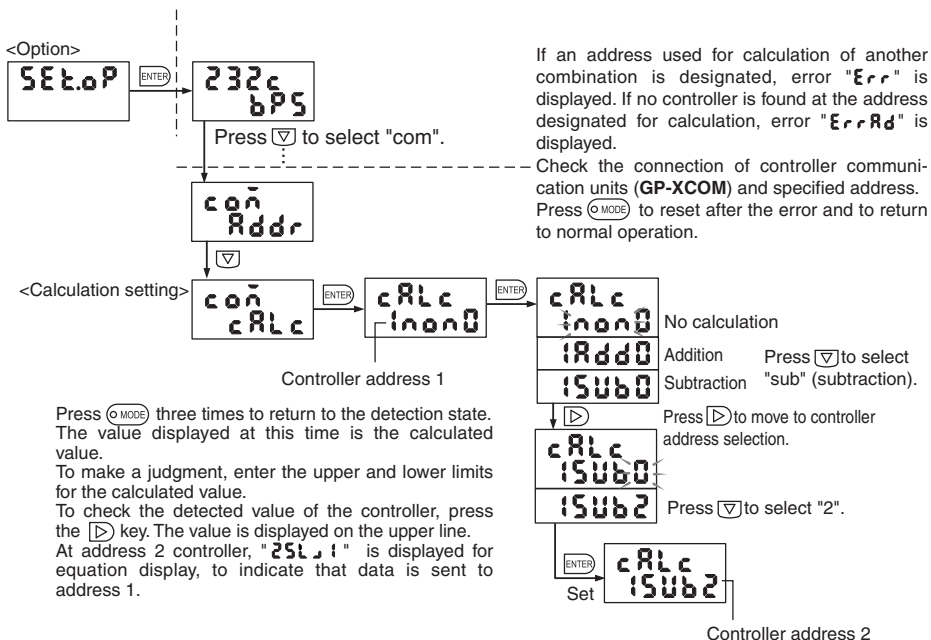 <Option>
SEt.oP
ENTER
232c
bPS
Press ▽ to select "com".
If an address used for calculation of another
combination is designated, error "Err" is
displayed. If no controller is found at the address
designated for calculation, error "ErrAd" is
displayed.
Check the connection of controller communi-
cation units (GP-XCOM) and specified address.
Press MODE to reset after the error and to return
to normal operation.
com
Addr
▽
<Calculation setting>
com
cALc
ENTER
cALc
1non0
Controller address 1
ENTER
cALc
1non0
No calculation
1Add0
Addition
1SUb0
Subtraction
Press ▽ to select
"sub" (subtraction).
▷
Press ▷ to move to controller
address selection.
cALc
1SUb0
1SUb2
Press ▽ to select "2".
ENTER
Set
cALc
1SUb2
Controller address 2
Press MODE three times to return to the detection state.
The value displayed at this time is the calculated
value.
To make a judgment, enter the upper and lower limits
for the calculated value.
To check the detected value of the controller, press
the ▷ key. The value is displayed on the upper line.
At address 2 controller, "2SL⌟1" is displayed for
equation display, to indicate that data is sent to
address 1.